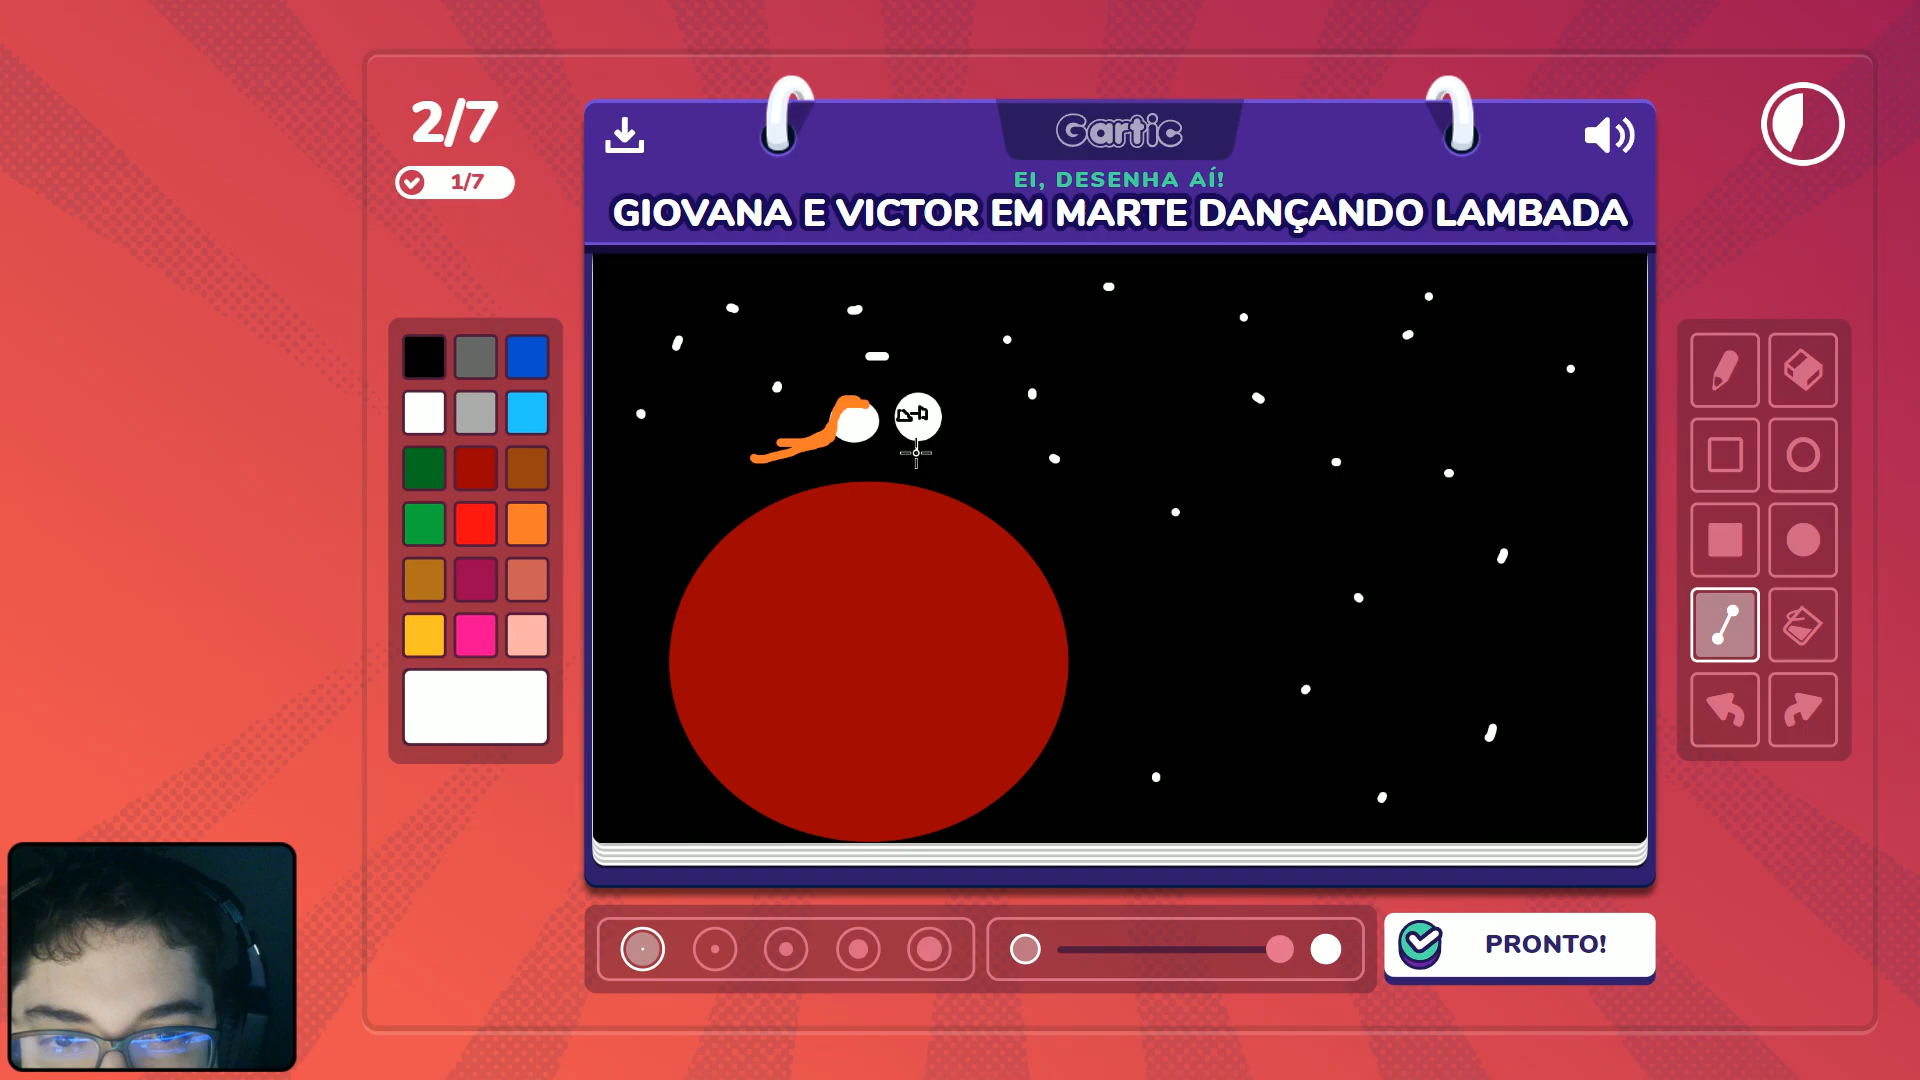 2/7
1/7
Gartic
EI, DESENHA AÍ!
GIOVANA E VICTOR EM MARTE DANÇANDO LAMBADA
PRONTO!